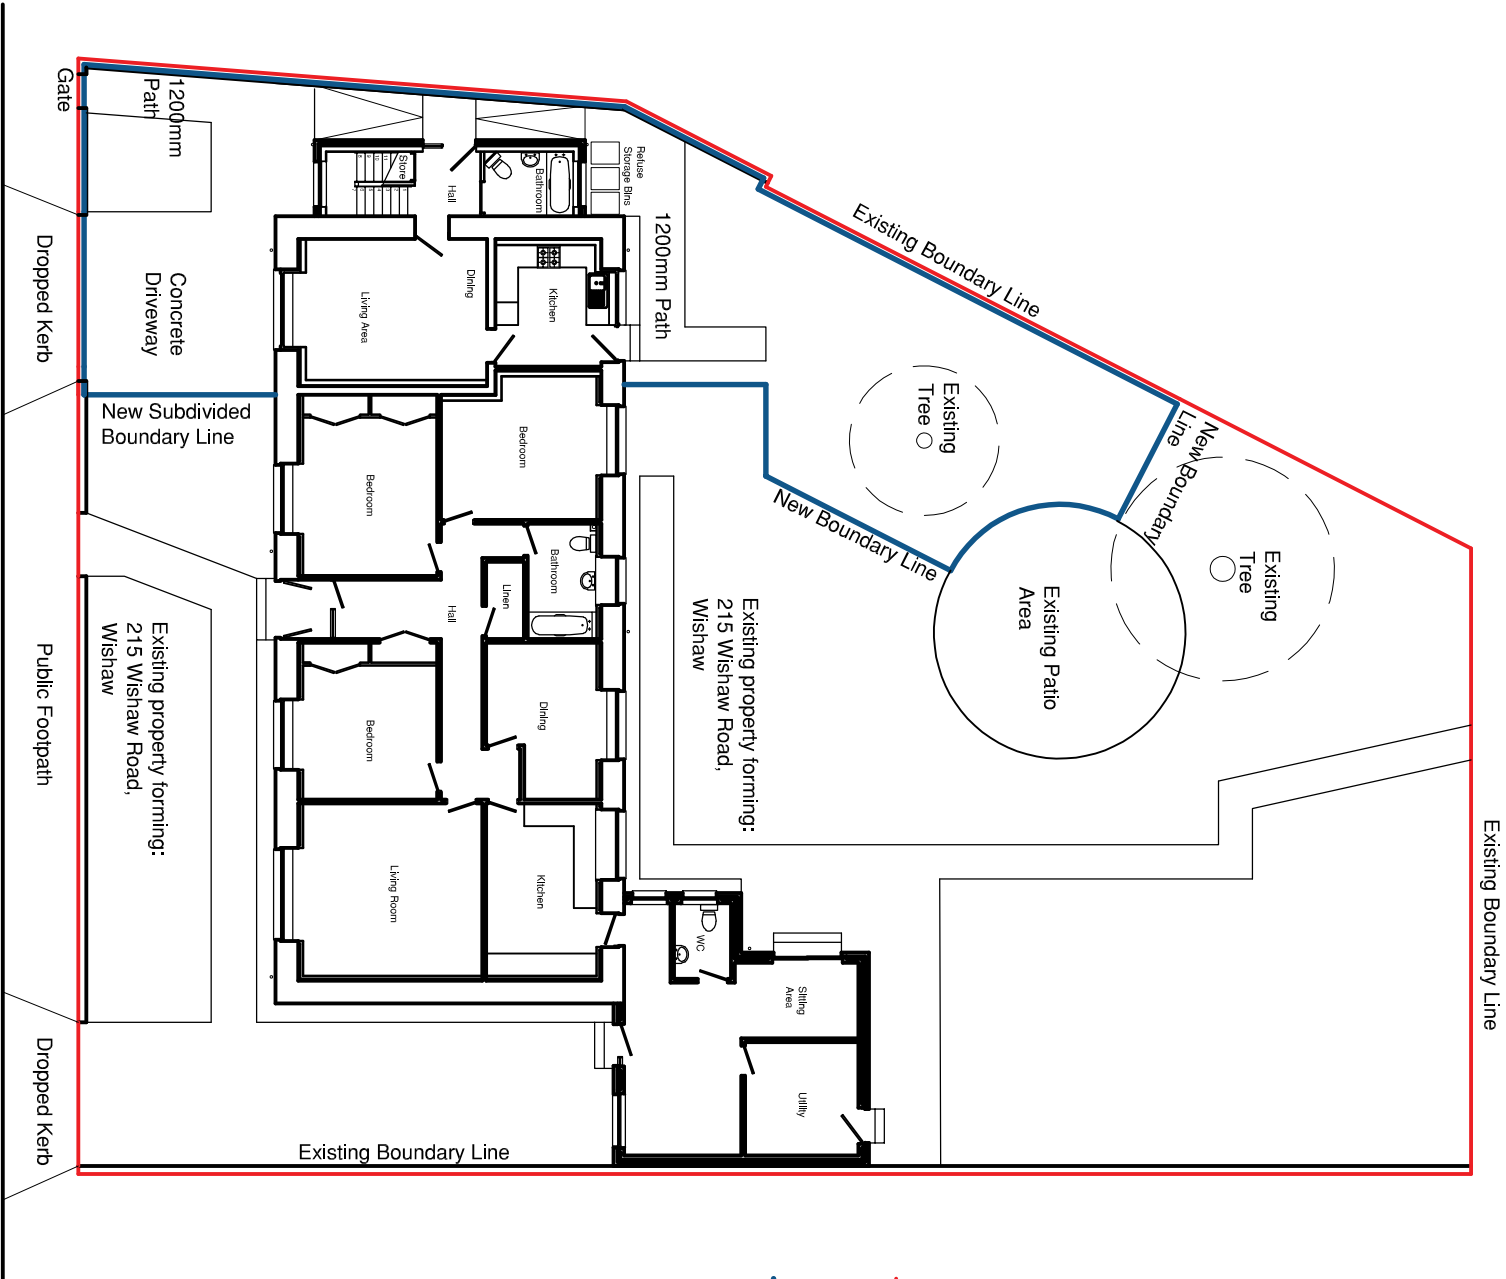 Gate
1200mm
Path
Dropped Kerb
Concrete
Driveway
New Subdivided
Boundary Line
Public Footpath
Existing property forming:
215 Wishaw Road,
Wishaw
Dropped Kerb
Existing Boundary Line
Store
Hall
Bathroom
Refuse
Storage Bins
1200mm Path
Living Area
Dining
Kitchen
Bedroom
Bedroom
Bathroom
Linen
Hall
Bedroom
Dining
Living Room
Kitchen
WC
Sitting
Area
Utility
Existing Boundary Line
Existing
Tree
New Boundary
Line
New Boundary Line
Existing
Tree
Existing Patio
Area
Existing property forming:
215 Wishaw Road,
Wishaw
Existing Boundary Line